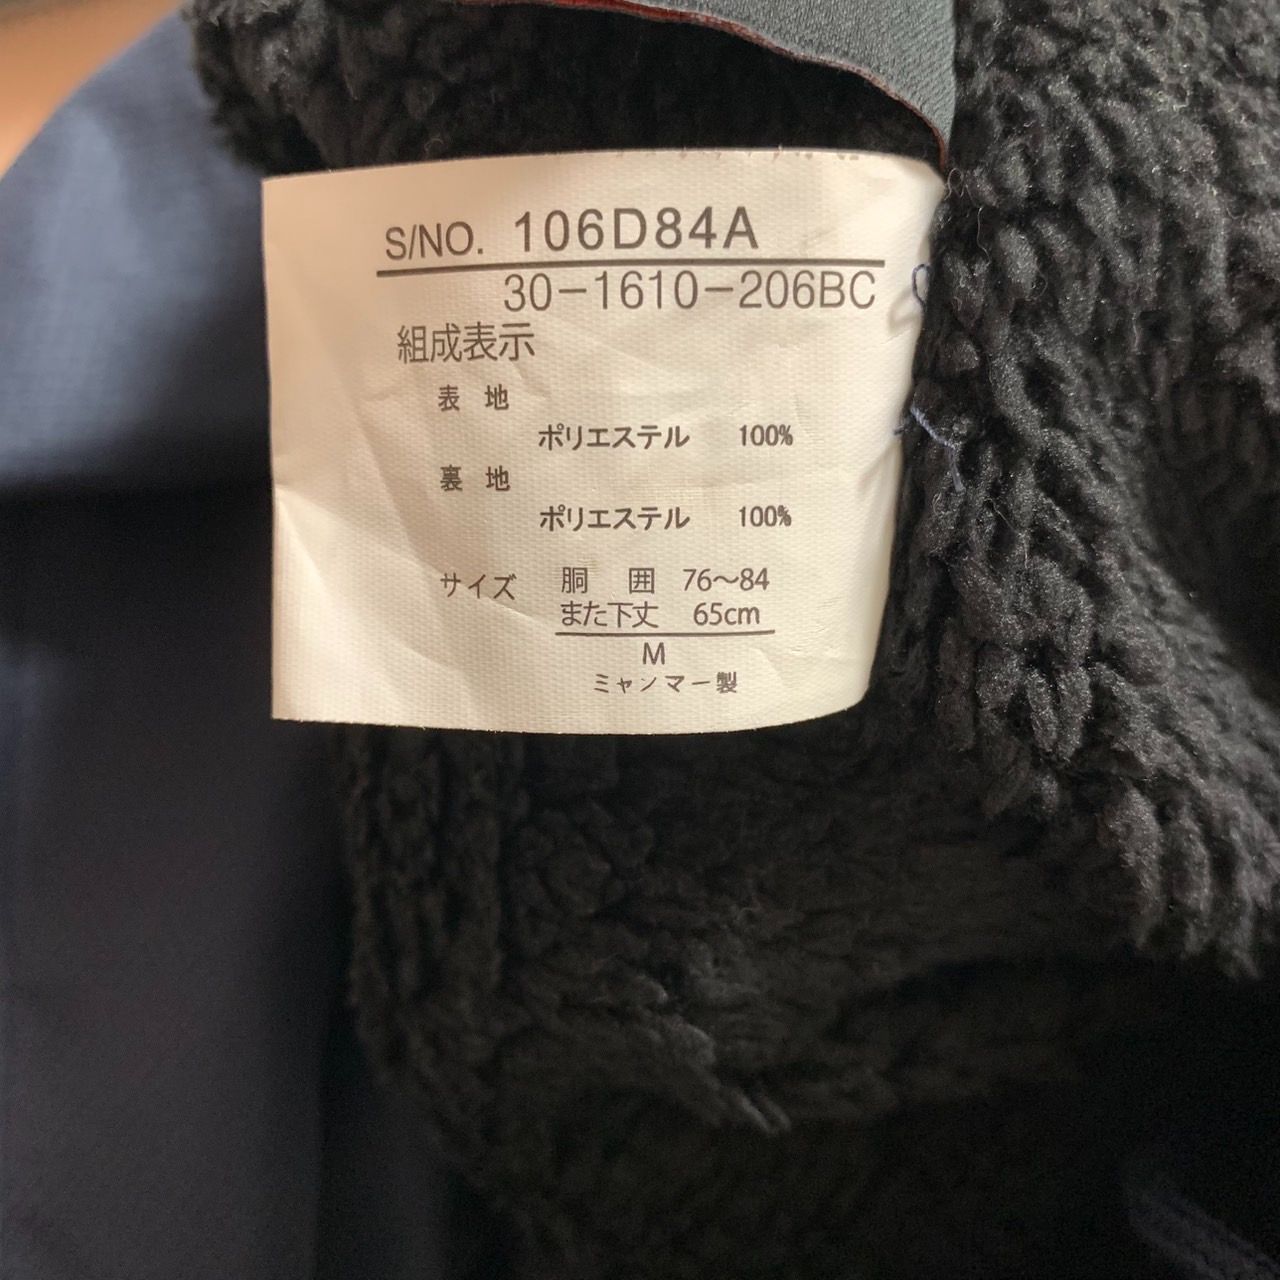 S/NO. 106D84A
30-1610-206BC
組成表示
表 地
ポリエステル 100%
裏 地
ポリエステル 100%
サイズ 胴 囲 76〜84
また下丈 65cm
M
ミャンマー製